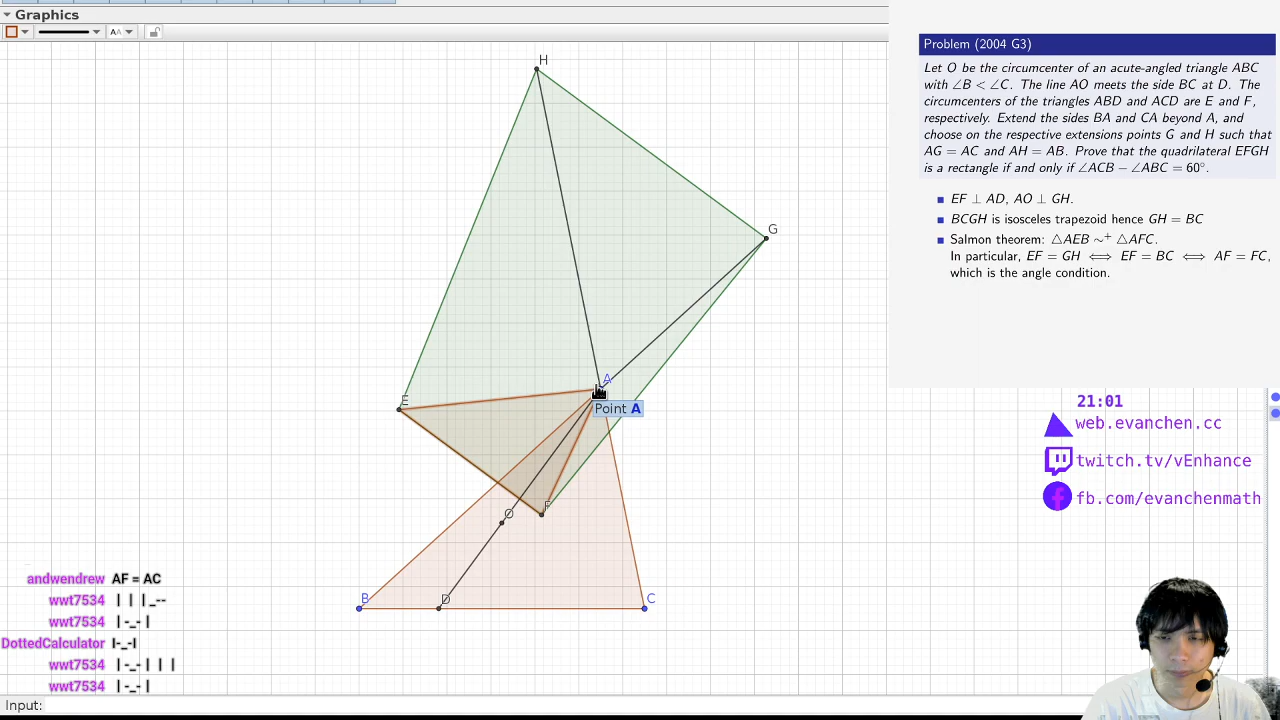 Graphics
AA
H
G
A
Point A
E
F
O
B
D
C
Problem (2004 G3)
Let O be the circumcenter of an acute-angled triangle ABC
with ∠B < ∠C. The line AO meets the side BC at D. The
circumcenters of the triangles ABD and ACD are E and F,
respectively. Extend the sides BA and CA beyond A, and
choose on the respective extensions points G and H such that
AG = AC and AH = AB. Prove that the quadrilateral EFGH
is a rectangle if and only if ∠ACB − ∠ABC = 60°.
EF ⊥ AD, AO ⊥ GH.
BCGH is isosceles trapezoid hence GH = BC
Salmon theorem: △AEB ∼⁺ △AFC.
In particular, EF = GH ⟺ EF = BC ⟺ AF = FC,
which is the angle condition.
21:01
web.evanchen.cc
twitch.tv/vEnhance
fb.com/evanchenmath
andwendrew AF = AC
wwt7534 | | |_--
wwt7534 |-_-|
DottedCalculator I-_-I
wwt7534 |-_-| | |
wwt7534 |-_-|
Input: